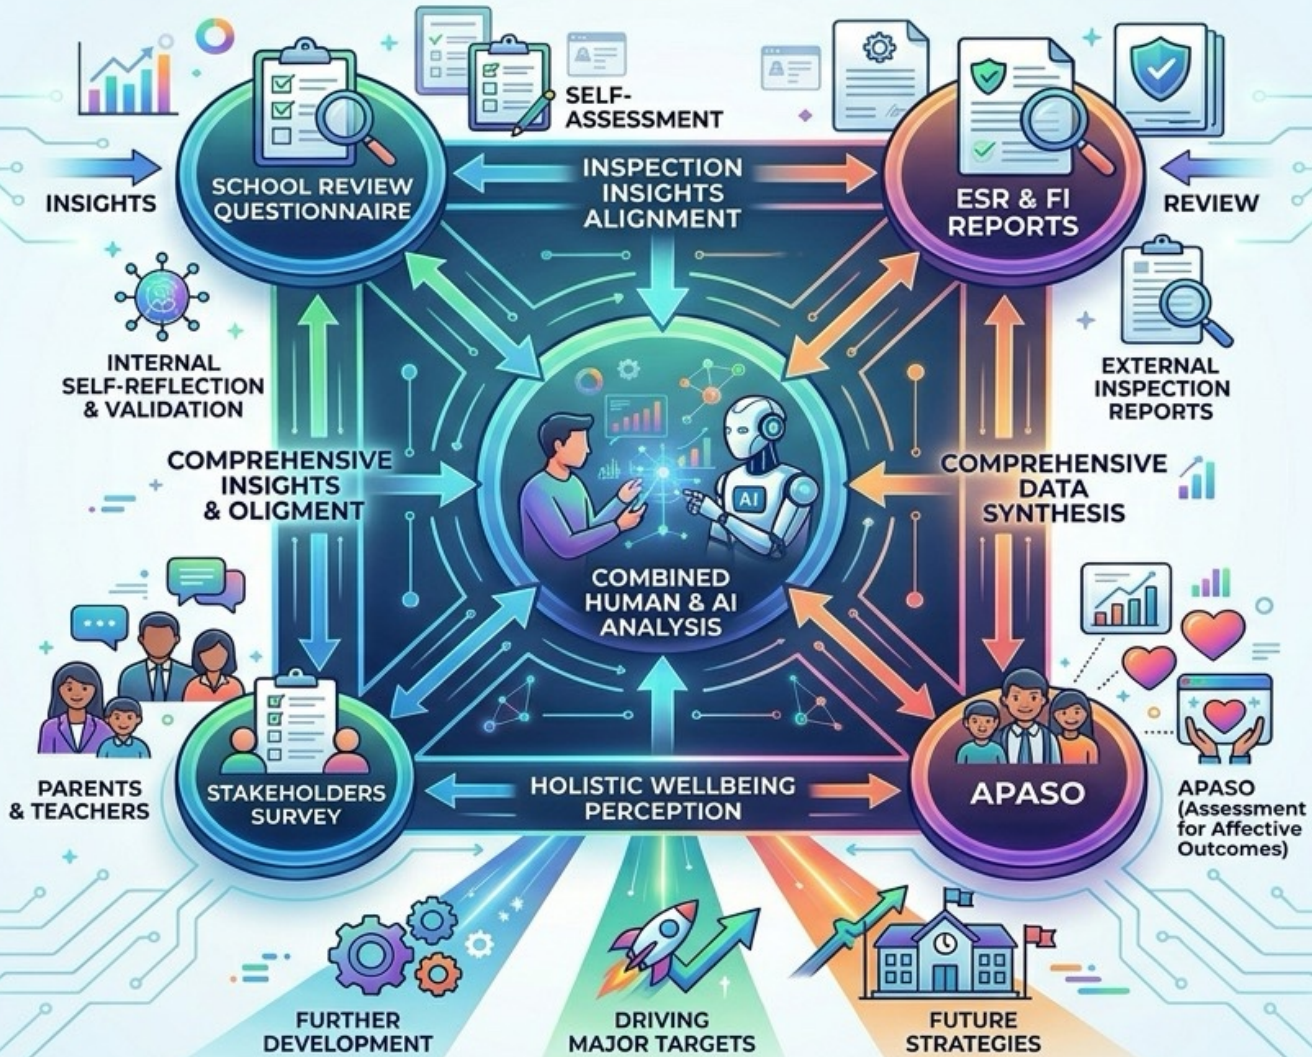 SELF-
ASSESSMENT
INSPECTION
INSIGHTS
ALIGNMENT
SCHOOL REVIEW
QUESTIONNAIRE
ESR & FI
REPORTS
INSIGHTS
REVIEW
INTERNAL
SELF-REFLECTION
& VALIDATION
EXTERNAL
INSPECTION
REPORTS
COMPREHENSIVE
INSIGHTS
& OLIGMENT
COMPREHENSIVE
DATA
SYNTHESIS
AI
COMBINED
HUMAN & AI
ANALYSIS
PARENTS
& TEACHERS
STAKEHOLDERS
SURVEY
HOLISTIC WELLBEING
PERCEPTION
APASO
APASO
(Assessment
for Affective
Outcomes)
FURTHER
DEVELOPMENT
DRIVING
MAJOR TARGETS
FUTURE
STRATEGIES